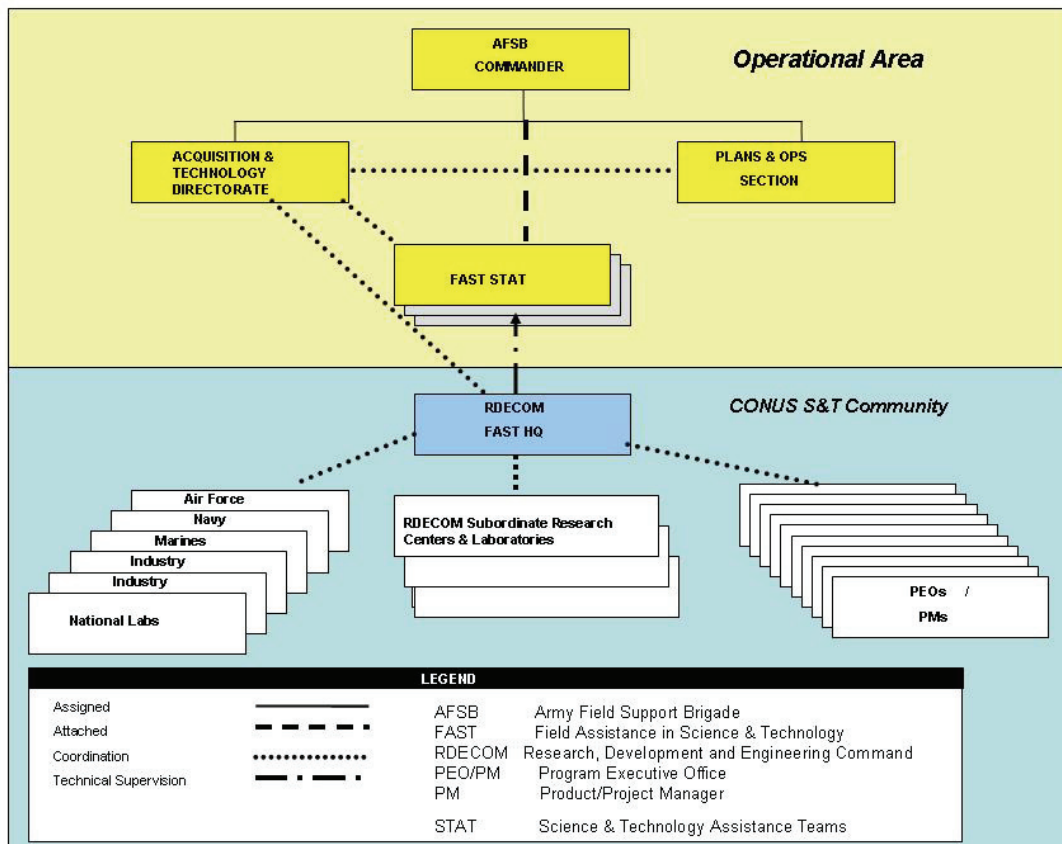 AFSB
COMMANDER
Operational Area
ACQUISITION &
TECHNOLOGY
DIRECTORATE
PLANS & OPS
SECTION
FAST STAT
RDECOM
FAST HQ
CONUS S&T Community
Air Force
Navy
Marines
Industry
Industry
National Labs
RDECOM Subordinate Research
Centers & Laboratories
PEOs /
PMs
LEGEND
Assigned
Attached
Coordination
Technical Supervision
AFSB Army Field Support Brigade
FAST Field Assistance in Science & Technology
RDECOM Research, Development and Engineering Command
PEO/PM Program Executive Office
PM Product/Project Manager
STAT Science & Technology Assistance Teams